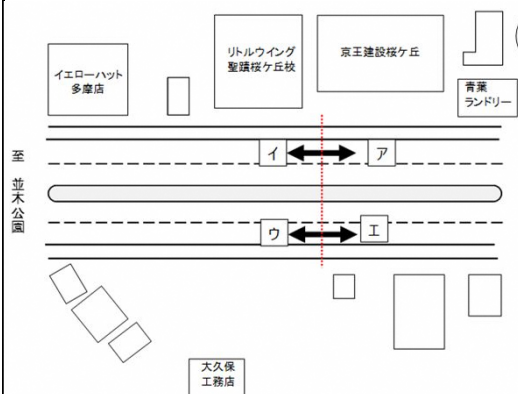 イエローハット
多摩店
リトルウイング
聖蹟桜ケ丘校
京王建設桜ケ丘
青葉
ランドリー
至 並木公園
イ
ア
ウ
エ
大久保
工務店